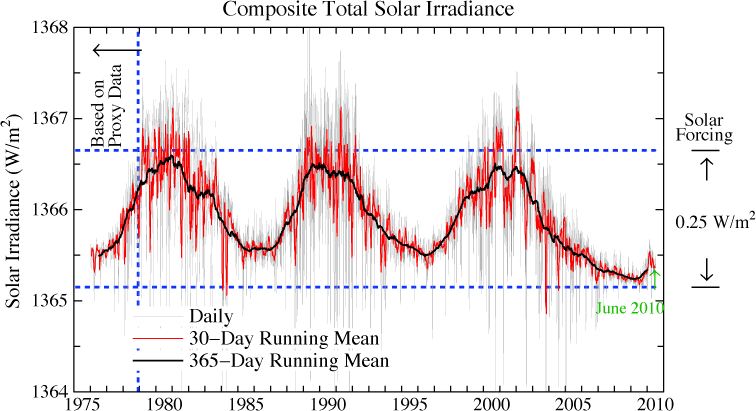 Composite Total Solar Irradiance
1368
1367
1366
1365
1364
Solar Irradiance (W/m²)
Based on
Proxy Data
Solar
Forcing
0.25 W/m²
June 2010
Daily
30−Day Running Mean
365−Day Running Mean
1975 1980 1985 1990 1995 2000 2005 2010